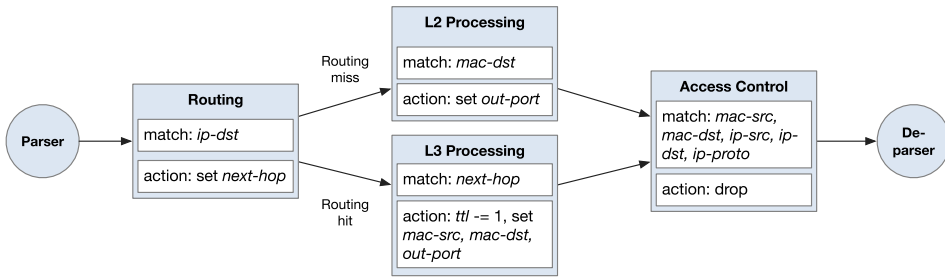 Parser
Routing
match: ip-dst
action: set next-hop
Routing
miss
L2 Processing
match: mac-dst
action: set out-port
Routing
hit
L3 Processing
match: next-hop
action: ttl -= 1, set
mac-src, mac-dst,
out-port
Access Control
match: mac-src,
mac-dst, ip-src, ip-
dst, ip-proto
action: drop
De-
parser